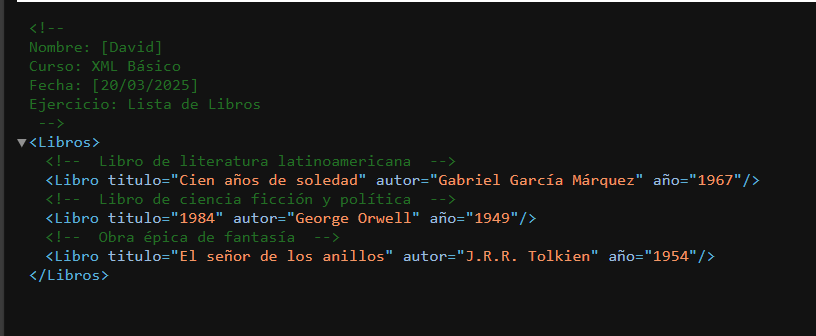 <!--
Nombre: [David]
Curso: XML Básico
Fecha: [20/03/2025]
Ejercicio: Lista de Libros
-->
<Libros>
<!-- Libro de literatura latinoamericana -->
<Libro titulo="Cien años de soledad" autor="Gabriel García Márquez" año="1967"/>
<!-- Libro de ciencia ficción y política -->
<Libro titulo="1984" autor="George Orwell" año="1949"/>
<!-- Obra épica de fantasía -->
<Libro titulo="El señor de los anillos" autor="J.R.R. Tolkien" año="1954"/>
</Libros>